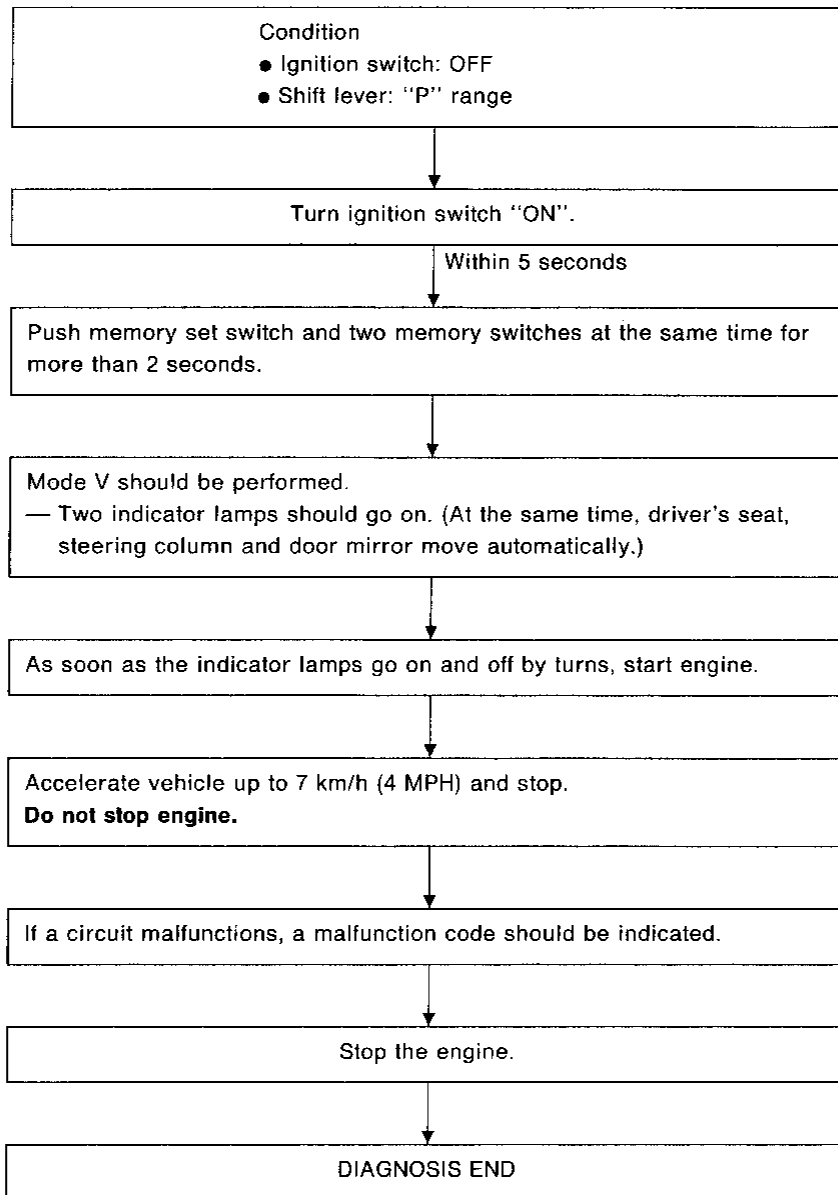 Condition
● Ignition switch: OFF
● Shift lever: “P” range
Turn ignition switch “ON”.
Within 5 seconds
Push memory set switch and two memory switches at the same time for
more than 2 seconds.
Mode V should be performed.
— Two indicator lamps should go on. (At the same time, driver’s seat,
steering column and door mirror move automatically.)
As soon as the indicator lamps go on and off by turns, start engine.
Accelerate vehicle up to 7 km/h (4 MPH) and stop.
Do not stop engine.
If a circuit malfunctions, a malfunction code should be indicated.
Stop the engine.
DIAGNOSIS END